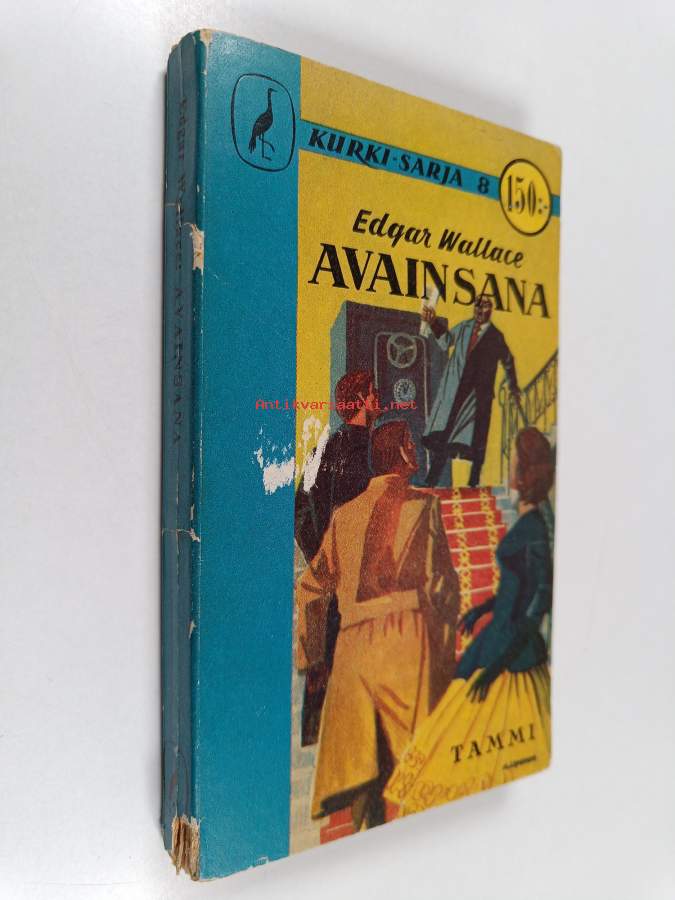 KURKI-SARJA 8
150:-
Edgar Wallace
AVAINSANA
TAMMI
Edgar Wallace AVAINSANA
Antikvariaatti.net